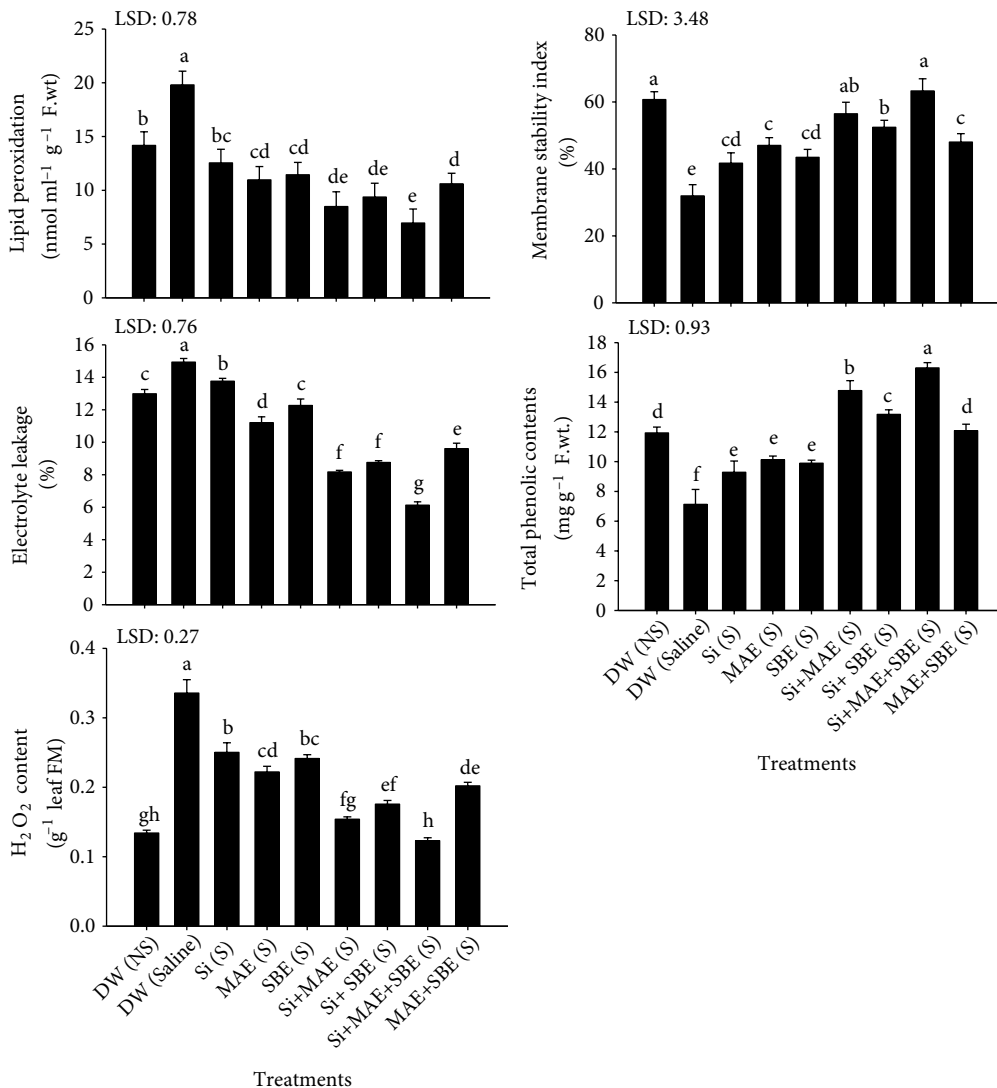 LSD: 0.78
Lipid peroxidation
(nmol ml⁻¹ g⁻¹ F.wt)
25
20
15
10
5
0
b
a
bc
cd
cd
de
de
e
d
LSD: 3.48
Membrane stability index
(%)
80
60
40
20
0
a
e
cd
c
cd
ab
b
a
c
LSD: 0.76
Electrolyte leakage
(%)
16
14
12
10
8
6
4
2
0
c
a
b
d
c
f
f
g
e
LSD: 0.93
Total phenolic contents
(mg g⁻¹ F.wt.)
18
16
14
12
10
8
6
4
2
0
d
f
e
e
e
b
c
a
d
DW (NS)
DW (Saline)
Si (S)
MAE (S)
SBE (S)
Si+MAE (S)
Si+ SBE (S)
Si+MAE+SBE (S)
MAE+SBE (S)
Treatments
LSD: 0.27
H₂O₂ content
(g⁻¹ leaf FM)
0.4
0.3
0.2
0.1
0.0
gh
a
b
cd
bc
fg
ef
h
de
DW (NS)
DW (Saline)
Si (S)
MAE (S)
SBE (S)
Si+MAE (S)
Si+ SBE (S)
Si+MAE+SBE (S)
MAE+SBE (S)
Treatments